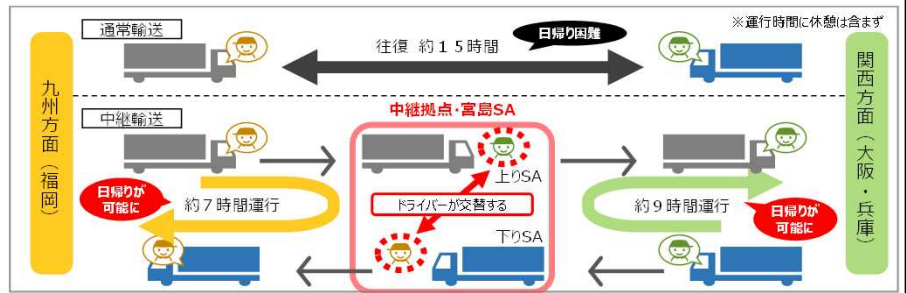 ※運行時間に休憩は含まず
通常輸送
往復 約15時間
日帰り困難
九州方面(福岡)
関西方面(大阪・兵庫)
中継輸送
中継拠点・宮島SA
上りSA
日帰りが
可能に
約7時間運行
ドライバーが交替する
約9時間運行
日帰りが
可能に
下りSA